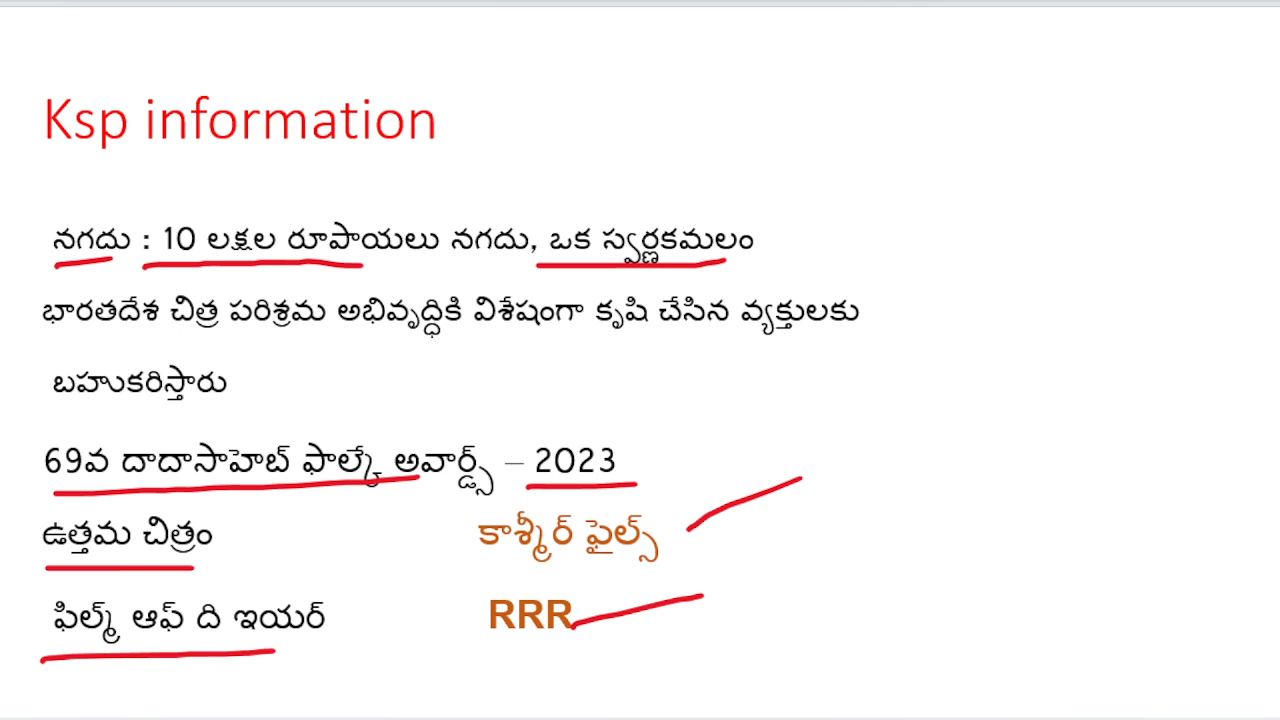 Ksp information
నగదు : 10 లక్షల రూపాయలు నగదు, ఒక స్వర్ణకమలం
భారతదేశ చిత్ర పరిశ్రమ అభివృద్ధికి విశేషంగా కృషి చేసిన వ్యక్తులకు
బహుకరిస్తారు
69వ దాదాసాహెబ్ ఫాల్కే అవార్డ్స్ – 2023
ఉత్తమ చిత్రం కాశ్మీర్ ఫైల్స్
ఫిల్మ్ ఆఫ్ ది ఇయర్ RRR